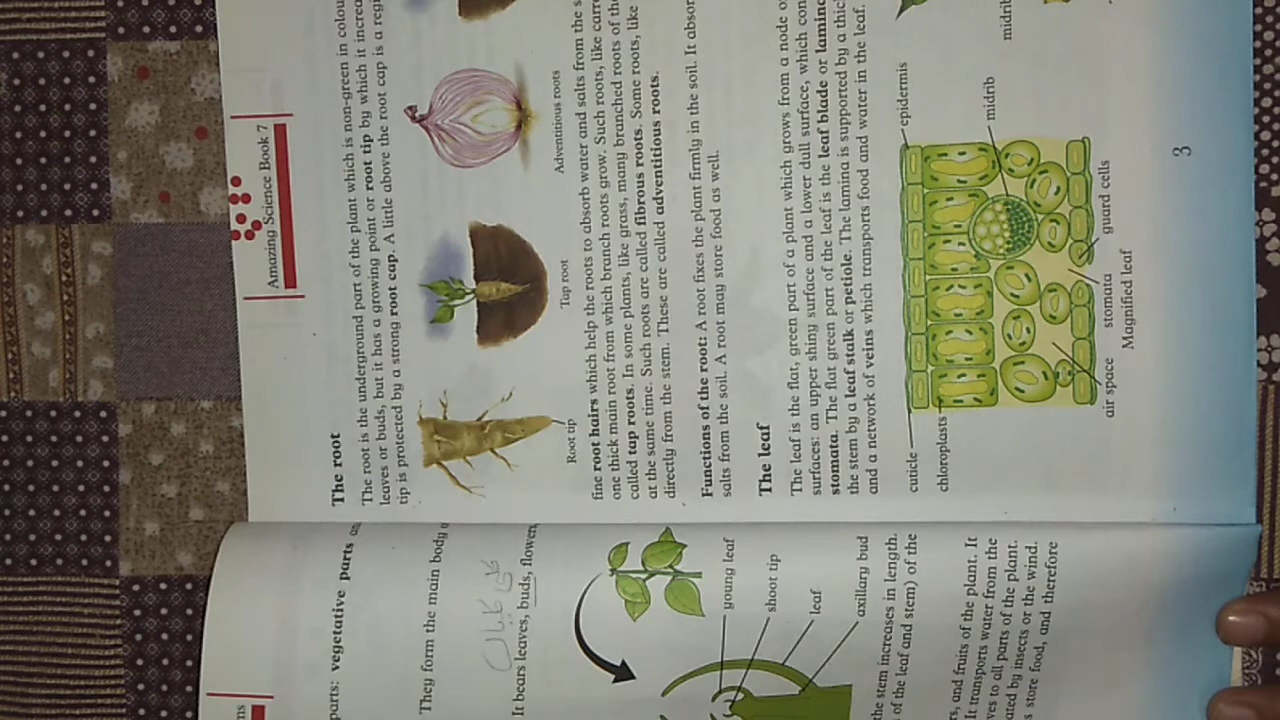 ms
parts: vegetative parts
They form the main body
It bears leaves, buds, flower
young leaf
shoot tip
leaf
axillary bud
the stem increases in length.
of the leaf and stem) of the
and fruits of the plant. It
It transports water from the
to all parts of the plant.
by insects or the wind.
store food, and therefore
Amazing Science Book 7
The root
The root is the underground part of the plant which is non-green in colou
leaves or buds, but it has a growing point or root tip by which it increa
tip is protected by a strong root cap. A little above the root cap is a regi
Root tip
Tap root
Adventitious roots
fine root hairs which help the roots to absorb water and salts from the s
one thick main root from which branch roots grow. Such roots, like carr
called tap roots. In some plants, like grass, many branched roots of th
at the same time. Such roots are called fibrous roots. Some roots, like
directly from the stem. These are called adventitious roots.
Functions of the root: A root fixes the plant firmly in the soil. It absor
salts from the soil. A root may store food as well.
The leaf
The leaf is the flat, green part of a plant which grows from a node o
surfaces: an upper shiny surface and a lower dull surface, which con
stomata. The flat green part of the leaf is the leaf blade or lamina
the stem by a leaf stalk or petiole. The lamina is supported by a thic
and a network of veins which transports food and water in the leaf.
cuticle
chloroplasts
epidermis
midrib
air space
stomata
guard cells
Magnified leaf
midrib
3